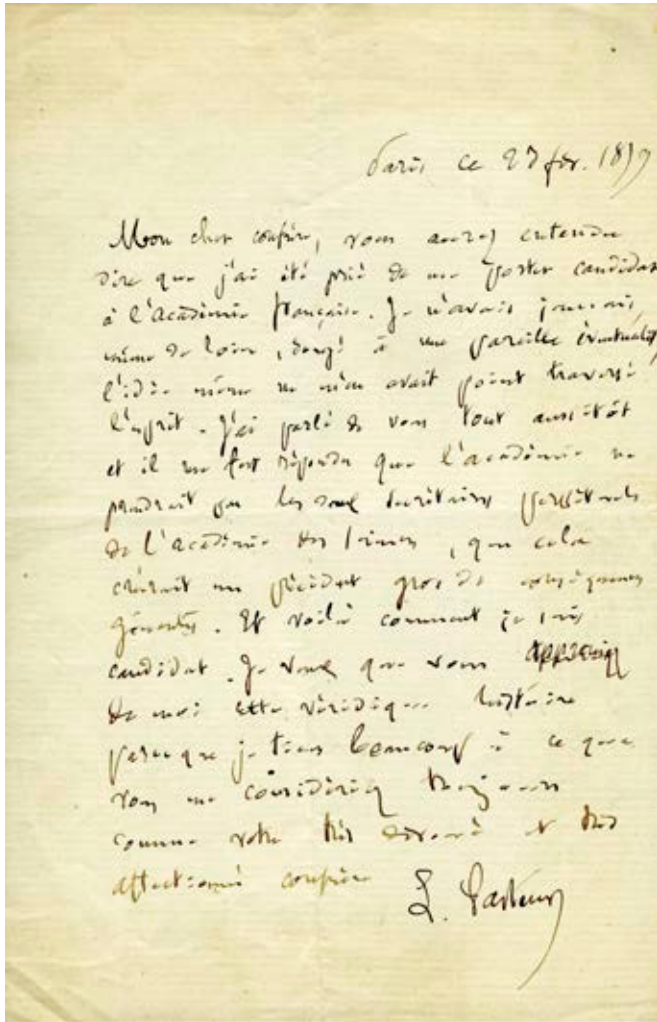 Paris ce 27 fév. 1879
Mon cher confrère, vous aurez entendu
dire que j'ai été prié de me porter candidat
à l'Académie française. Je n'avais jamais,
même de loin, songé à une pareille éventualité,
l'idée même ne m'en avait point traversé
l'esprit. J'ai parlé de vous tout aussitôt
et il me fut répondu que l'académie ne
prendrait pas les deux secrétaires perpétuels
de l'académie des sciences, que cela
créerait un précédent gros de conséquences
gênantes. Et voilà comment je suis
candidat. Je veux que vous appreniez
de moi cette véridique histoire
parce que je tiens beaucoup à ce que
vous me considériez toujours
comme votre très dévoué et très
affectionné confrère
L. Pasteur